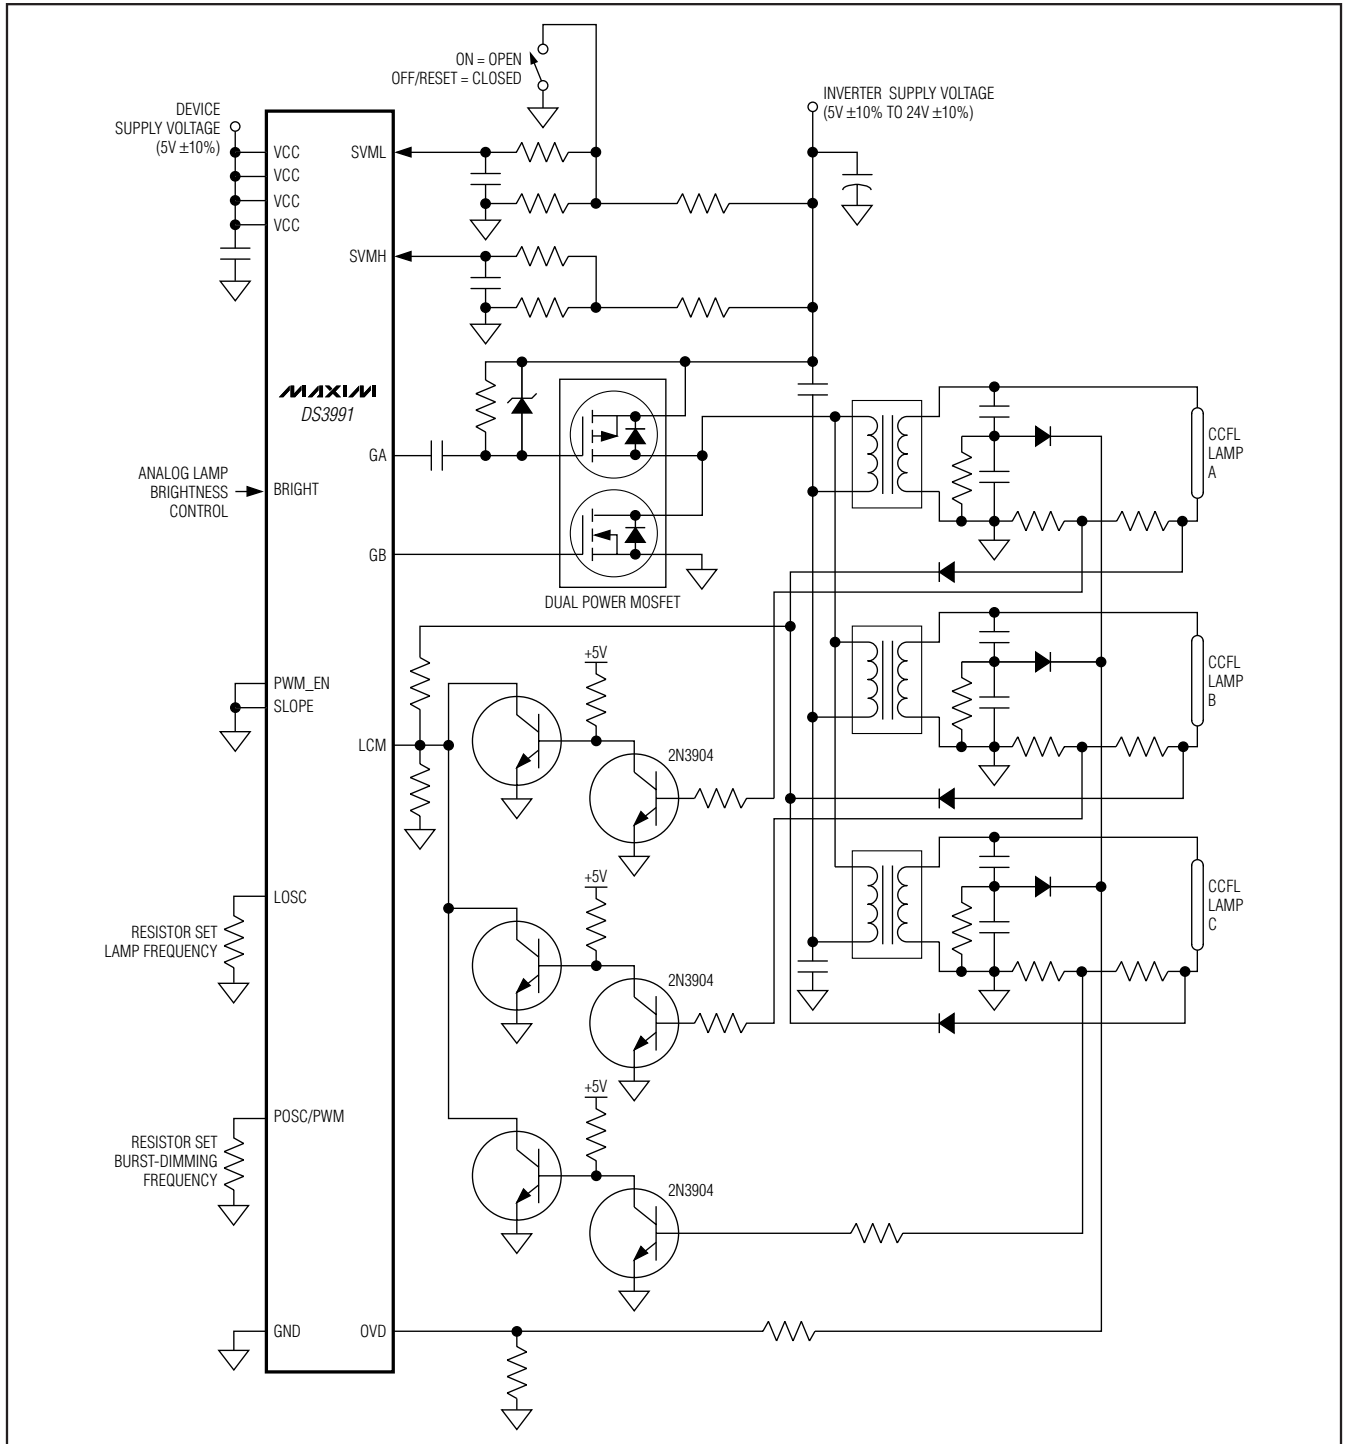 ON = OPEN
OFF/RESET = CLOSED
INVERTER SUPPLY VOLTAGE
(5V ±10% TO 24V ±10%)
DEVICE
SUPPLY VOLTAGE
(5V ±10%)
VCC
VCC
VCC
VCC
SVML
SVMH
MAXIM
DS3991
GA
ANALOG LAMP
BRIGHTNESS
CONTROL
BRIGHT
GB
DUAL POWER MOSFET
CCFL
LAMP
A
+5V
PWM_EN
SLOPE
LCM
2N3904
CCFL
LAMP
B
+5V
LOSC
RESISTOR SET
LAMP FREQUENCY
2N3904
CCFL
LAMP
C
+5V
POSC/PWM
RESISTOR SET
BURST-DIMMING
FREQUENCY
2N3904
GND
OVD